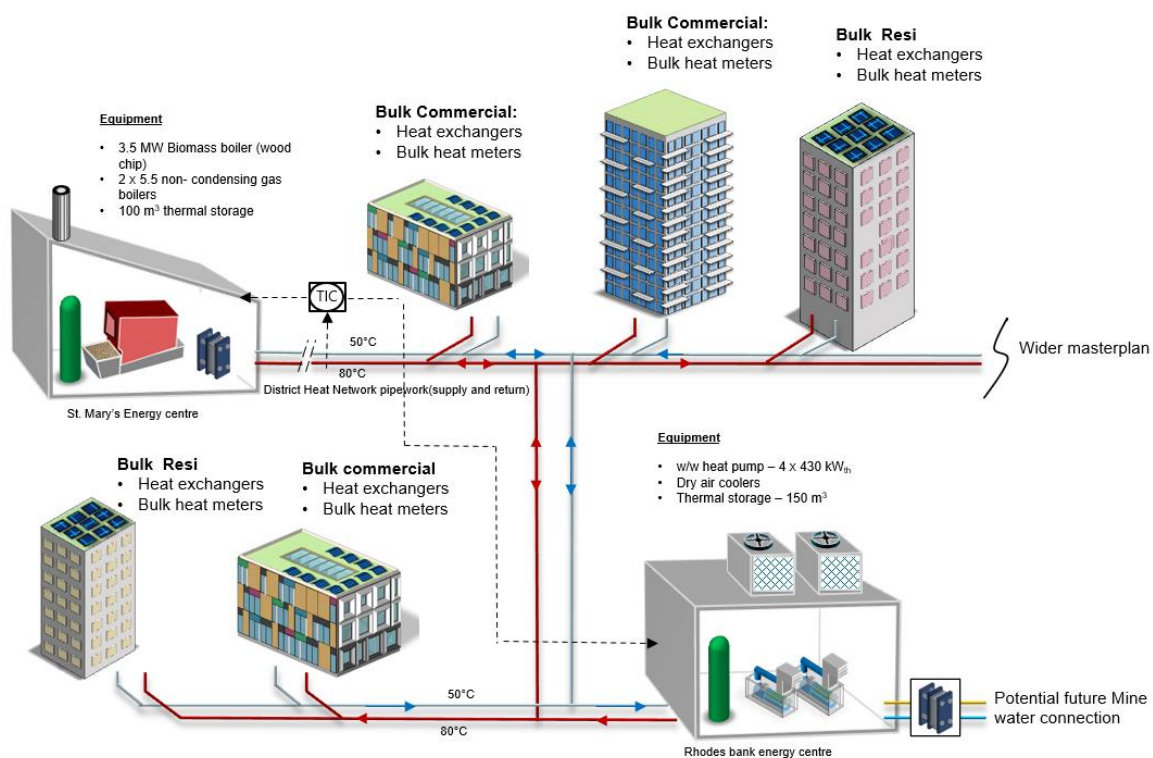 Bulk Commercial:
• Heat exchangers
• Bulk heat meters
Bulk Resi
• Heat exchangers
• Bulk heat meters
Equipment
• 3.5 MW Biomass boiler (wood
chip)
• 2 x 5.5 non- condensing gas
boilers
• 100 m³ thermal storage
Bulk Commercial:
• Heat exchangers
• Bulk heat meters
TIC
50°C
80°C
Wider masterplan
District Heat Network pipework(supply and return)
St. Mary's Energy centre
Equipment
• w/w heat pump – 4 x 430 kWth
• Dry air coolers
• Thermal storage – 150 m³
Bulk Resi
• Heat exchangers
• Bulk heat meters
Bulk commercial
• Heat exchangers
• Bulk heat meters
50°C
80°C
Potential future Mine
water connection
Rhodes bank energy centre